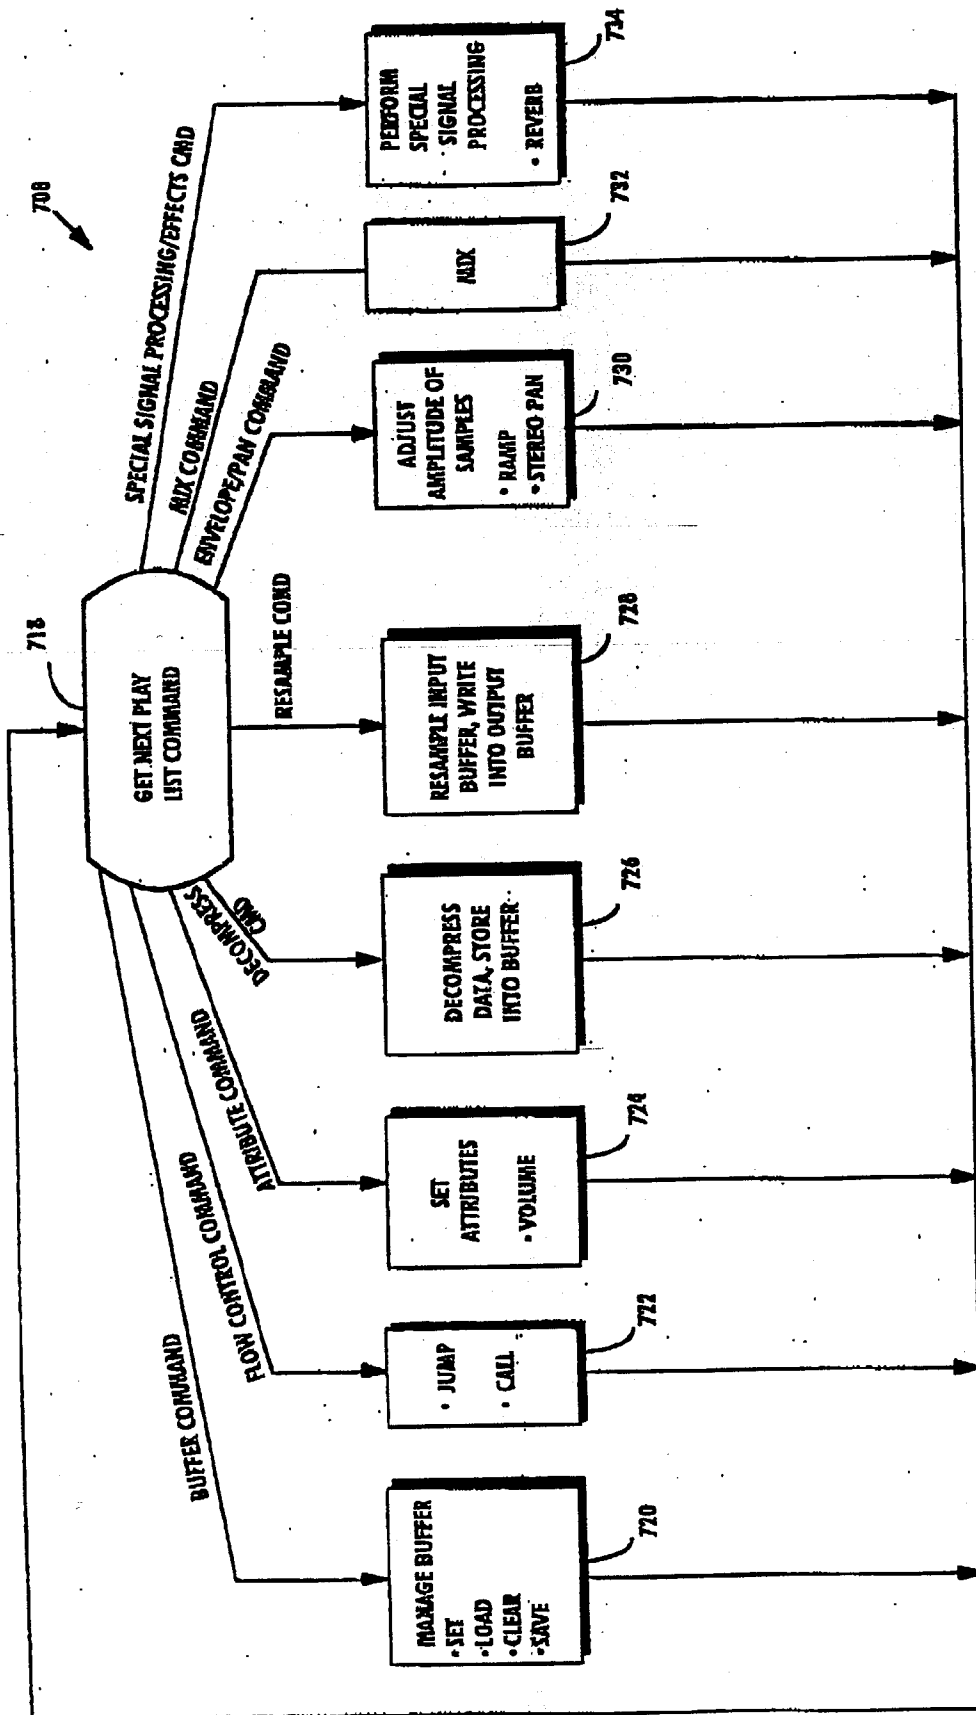 708
718
GET NEXT PLAY
LIST COMMAND
BUFFER COMMAND
FLOW CONTROL COMMAND
ATTRIBUTE COMMAND
DECOMPRESS
CMD
RESAMPLE COMD
ENVELOPE/PAN COMMAND
MIX COMMAND
SPECIAL SIGNAL PROCESSING/EFFECTS CMD
MANAGE BUFFER
•SET
•LOAD
•CLEAR
•SAVE
720
• JUMP
• CALL
722
SET
ATTRIBUTES
• VOLUME
724
DECOMPRESS
DATA, STORE
INTO BUFFER
726
RESAMPLE INPUT
BUFFER, WRITE
INTO OUTPUT
BUFFER
728
ADJUST
AMPLITUDE OF
SAMPLES
• RAMP
• STEREO PAN
730
MIX
732
PERFORM
SPECIAL
SIGNAL
PROCESSING
• REVERB
734